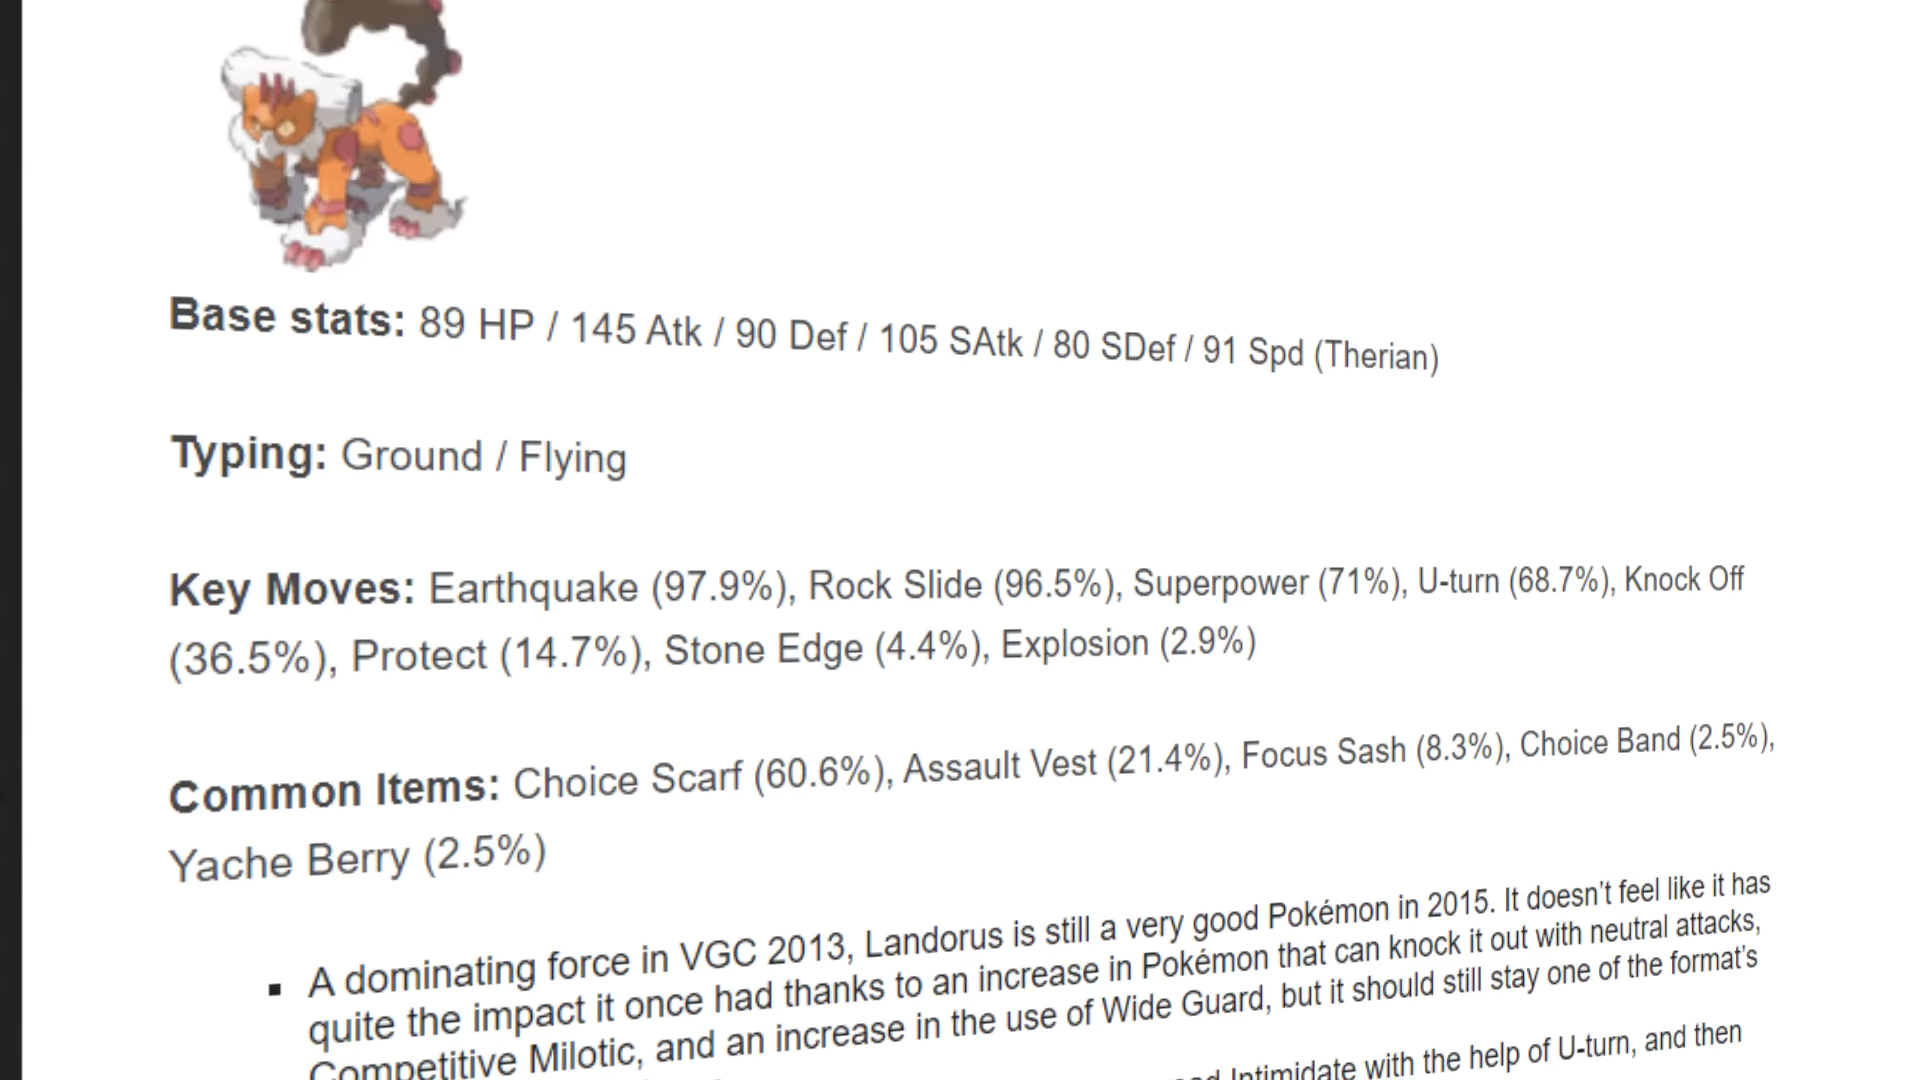 Base stats: 89 HP / 145 Atk / 90 Def / 105 SAtk / 80 SDef / 91 Spd (Therian)
Typing: Ground / Flying
Key Moves: Earthquake (97.9%), Rock Slide (96.5%), Superpower (71%), U-turn (68.7%), Knock Off
(36.5%), Protect (14.7%), Stone Edge (4.4%), Explosion (2.9%)
Common Items: Choice Scarf (60.6%), Assault Vest (21.4%), Focus Sash (8.3%), Choice Band (2.5%),
Yache Berry (2.5%)
▪ A dominating force in VGC 2013, Landorus is still a very good Pokémon in 2015. It doesn’t feel like it has
quite the impact it once had thanks to an increase in Pokémon that can knock it out with neutral attacks,
Competitive Milotic, and an increase in the use of Wide Guard, but it should still stay one of the format’s
Intimidate with the help of U-turn, and then